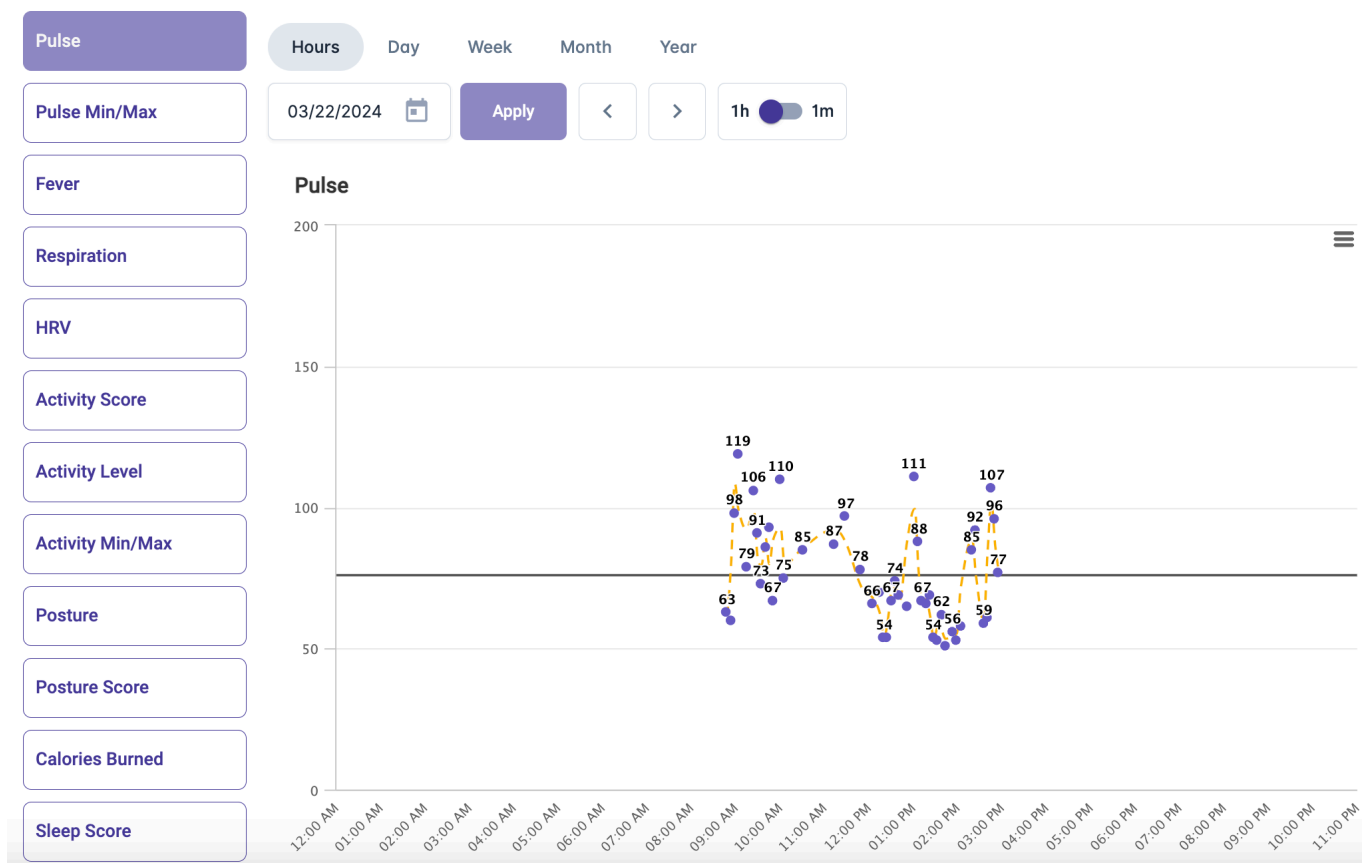 Pulse
Pulse Min/Max
Fever
Respiration
HRV
Activity Score
Activity Level
Activity Min/Max
Posture
Posture Score
Calories Burned
Sleep Score
Hours Day Week Month Year
03/22/2024 Apply 1h 1m
Pulse
200
150
100
50
0
119
110
106
98
91
79
73
75
67
63
85
87
97
78
66
54
67
74
111
88
67
62
54
56
92
85
107
96
77
59
12:00 AM 01:00 AM 02:00 AM 03:00 AM 04:00 AM 05:00 AM 06:00 AM 07:00 AM 08:00 AM 09:00 AM 10:00 AM 11:00 AM 12:00 PM 01:00 PM 02:00 PM 03:00 PM 04:00 PM 05:00 PM 06:00 PM 07:00 PM 08:00 PM 09:00 PM 10:00 PM 11:00 PM